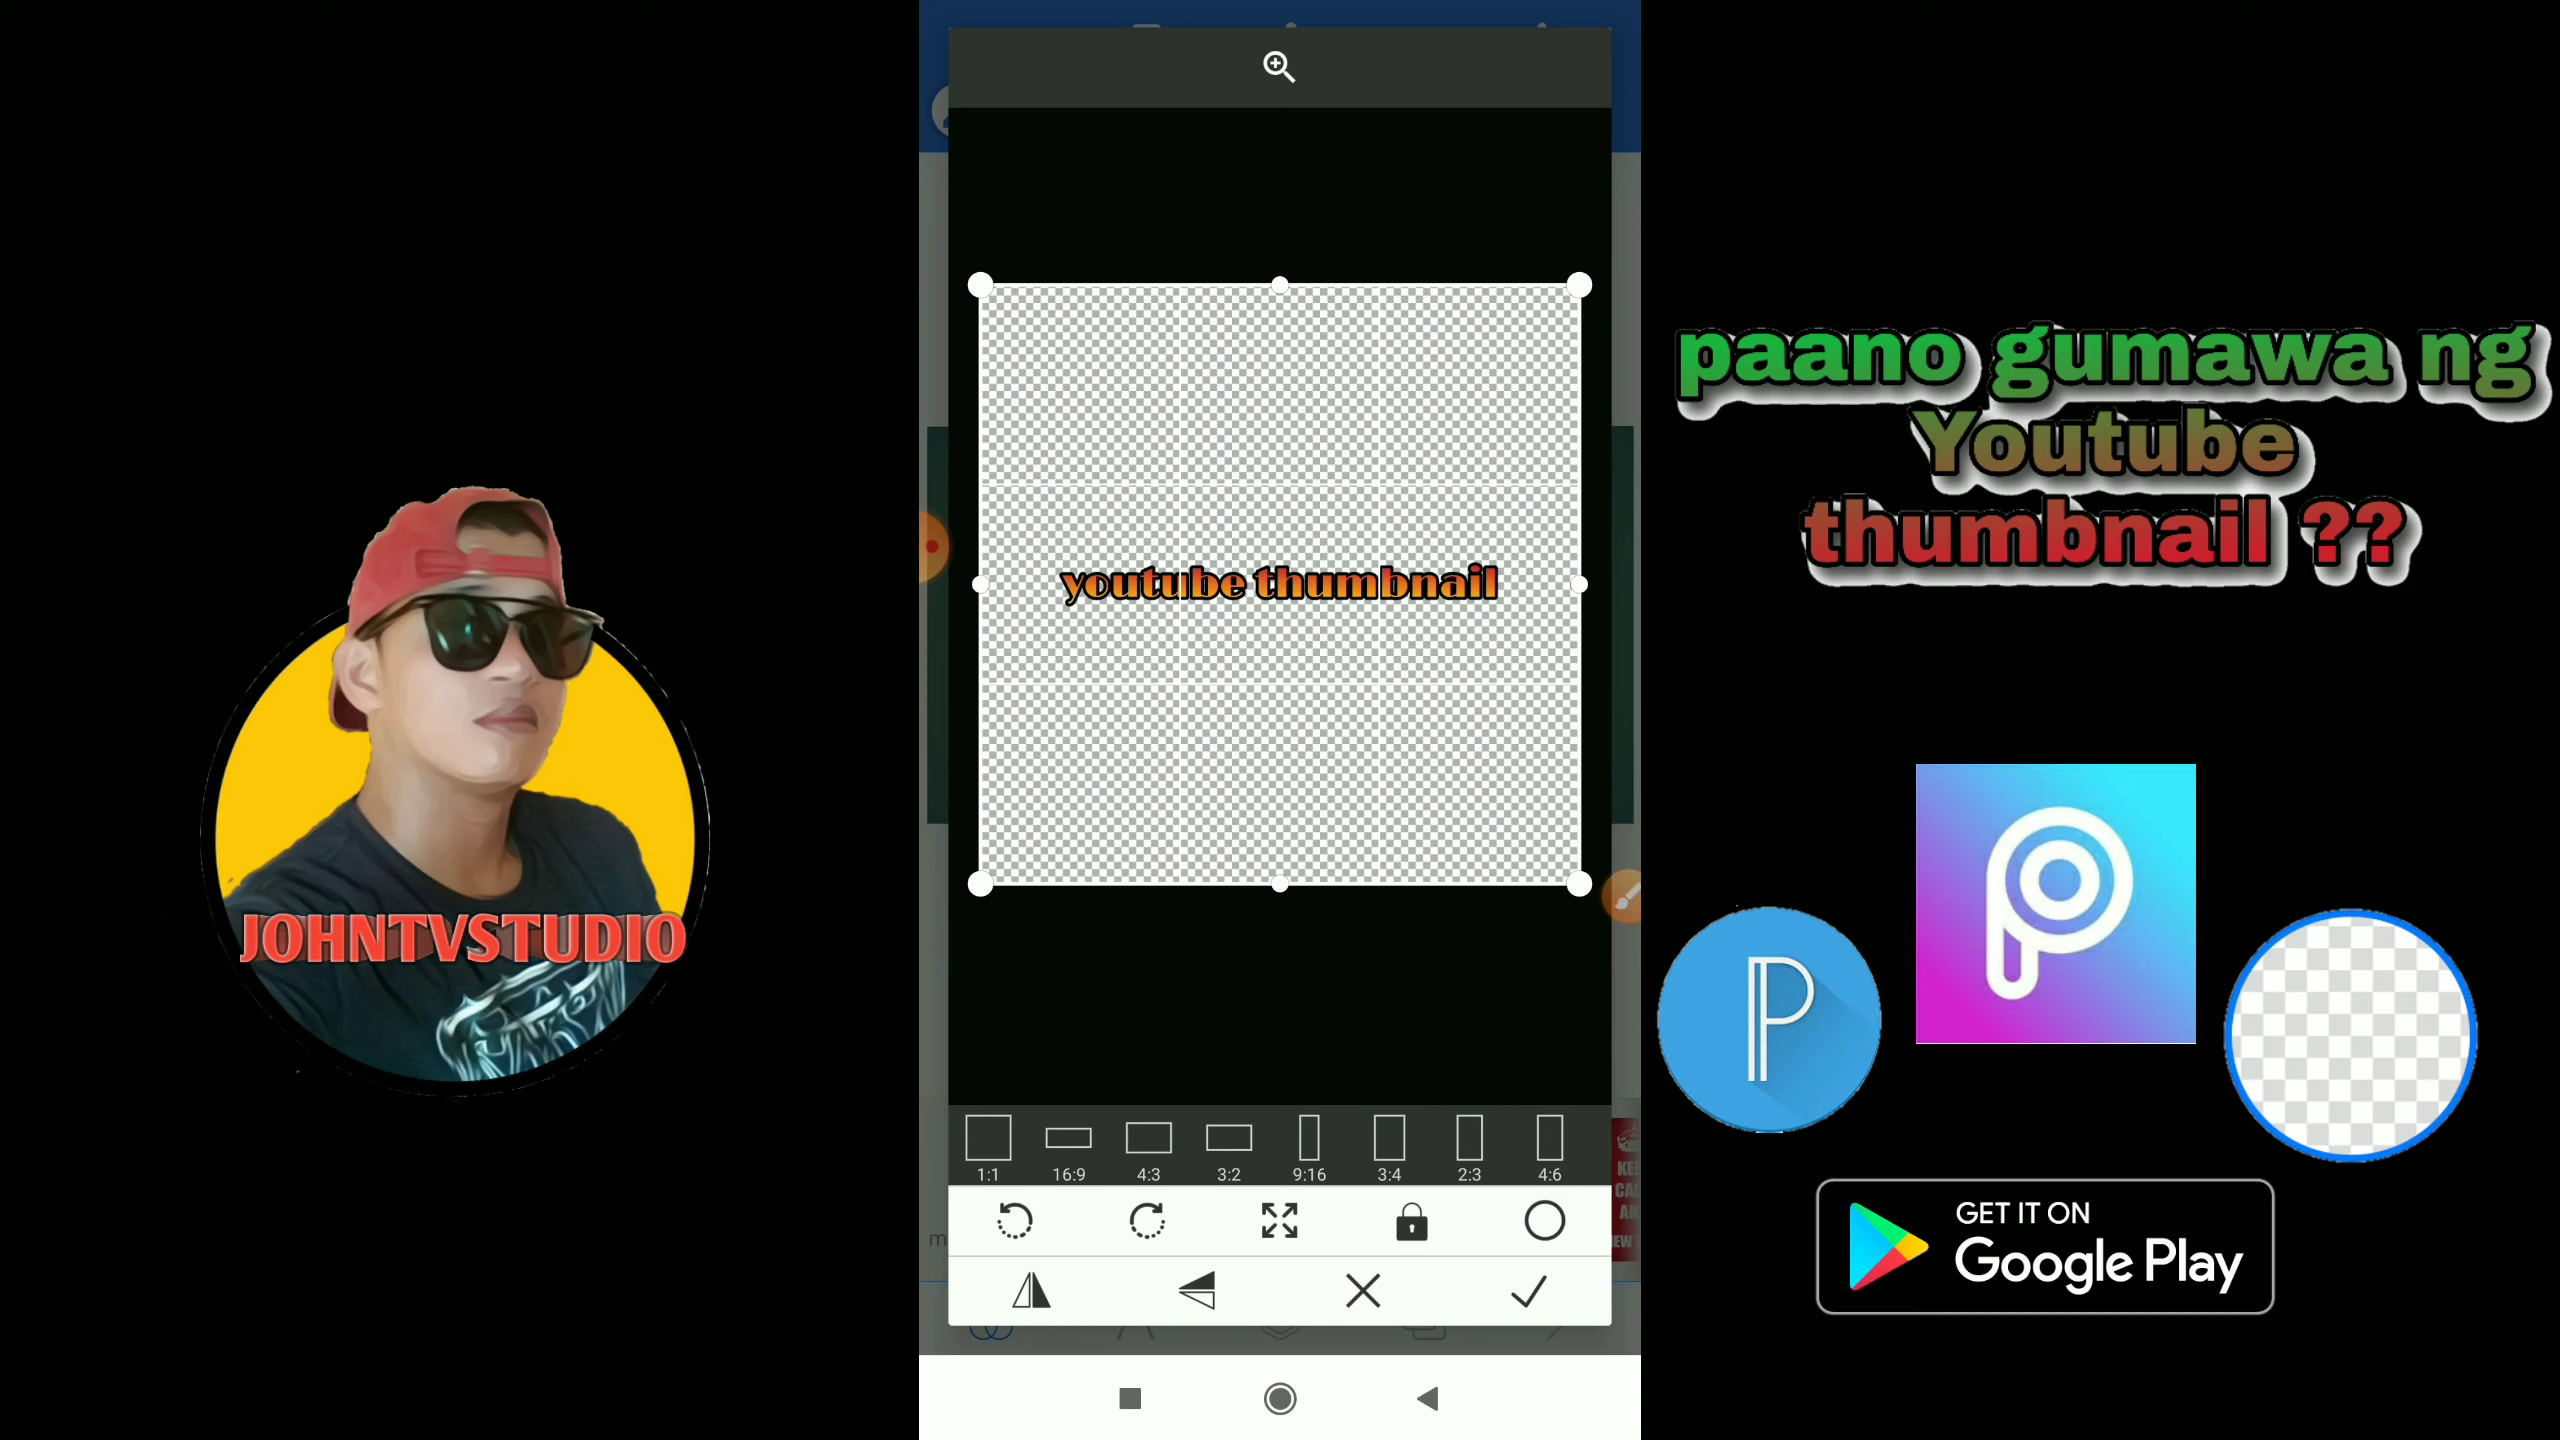 JOHNTVSTUDIO
youtube thumbnail
1:1 16:9 4:3 3:2 9:16 3:4 2:3 4:6
paano gumawa ng
Youtube
thumbnail ??
GET IT ON
Google Play